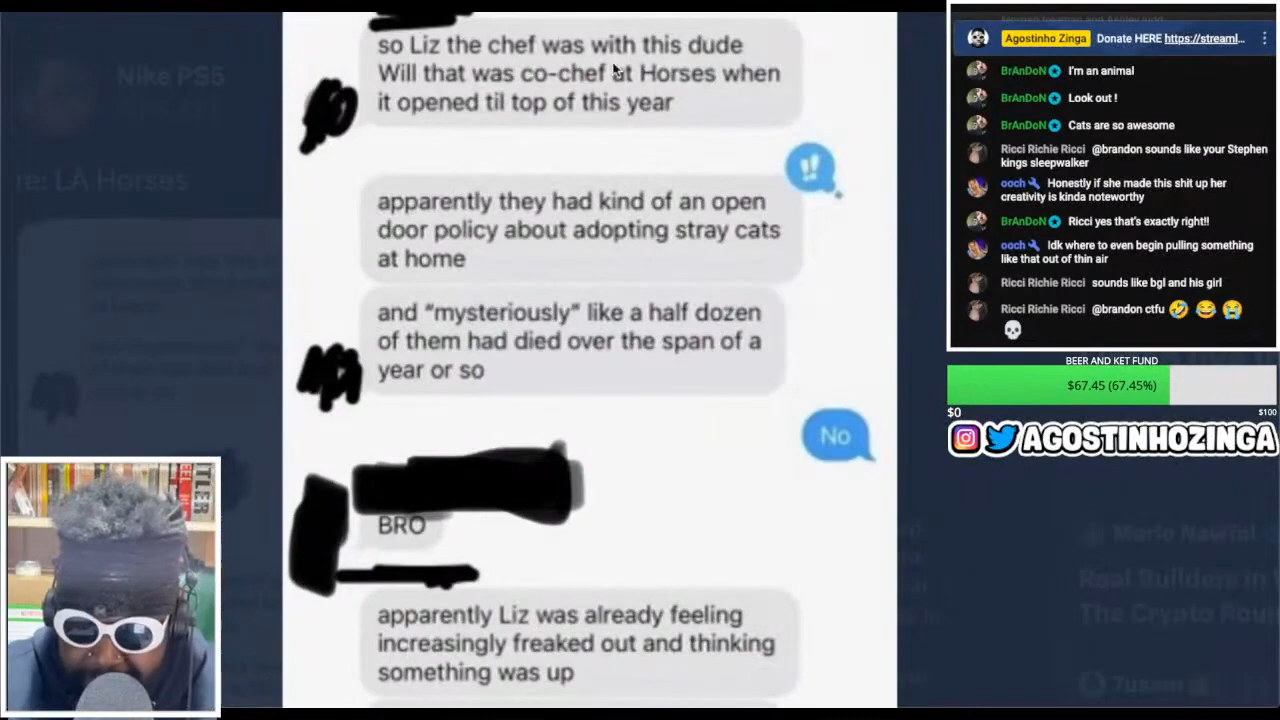 so Liz the chef was with this dude
Will that was co-chef at Horses when
it opened til top of this year
!!
apparently they had kind of an open
door policy about adopting stray cats
at home
and "mysteriously" like a half dozen
of them had died over the span of a
year or so
No
BRO
apparently Liz was already feeling
increasingly freaked out and thinking
something was up
Nike PS5
re: LA Horses
Mario Nawfal
Real Builders in
The Crypto Rou
Agostinho Zinga Donate HERE https://streaml...
BrAnDoN I'm an animal
BrAnDoN Look out !
BrAnDoN Cats are so awesome
Ricci Richie Ricci @brandon sounds like your Stephen
kings sleepwalker
ooch Honestly if she made this shit up her
creativity is kinda noteworthy
BrAnDoN Ricci yes that's exactly right!!
ooch Idk where to even begin pulling something
like that out of thin air
Ricci Richie Ricci sounds like bgl and his girl
Ricci Richie Ricci @brandon ctfu 🤣 😂 😭
💀
BEER AND KET FUND
$67.45 (67.45%)
$0 $100
AGOSTINHOZINGA